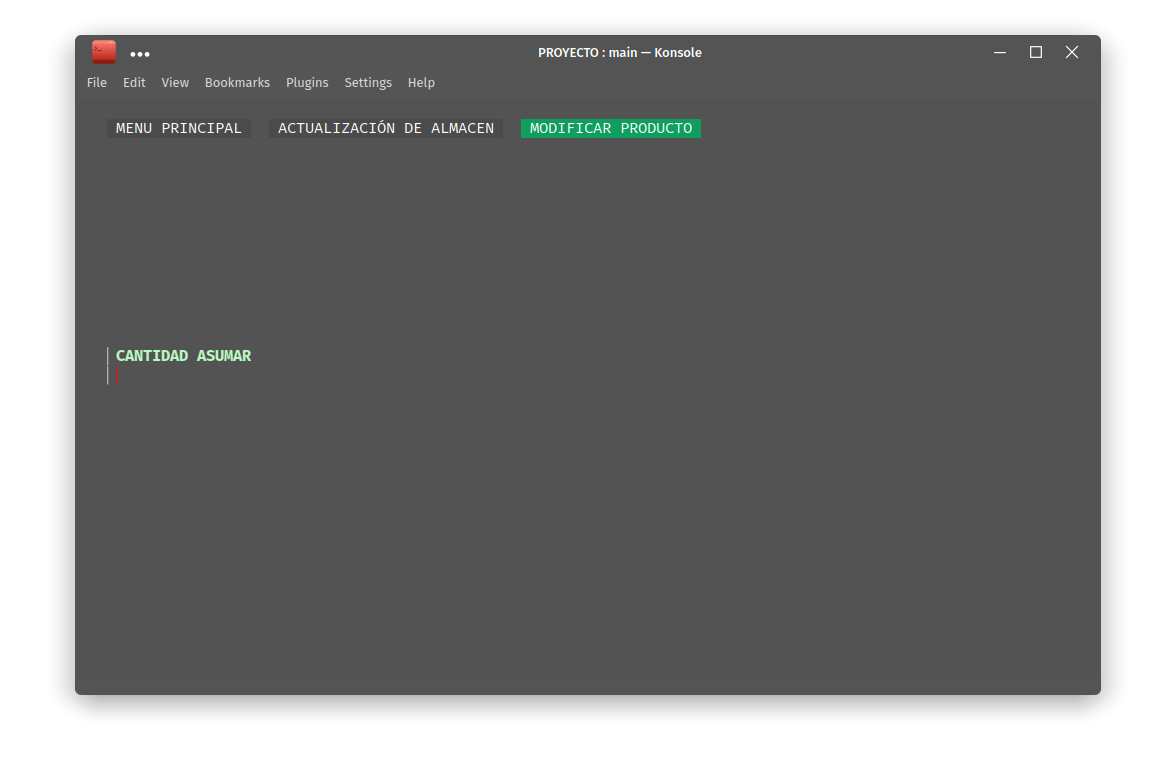 PROYECTO : main — Konsole
File Edit View Bookmarks Plugins Settings Help
MENU PRINCIPAL ACTUALIZACIÓN DE ALMACEN MODIFICAR PRODUCTO
CANTIDAD ASUMAR